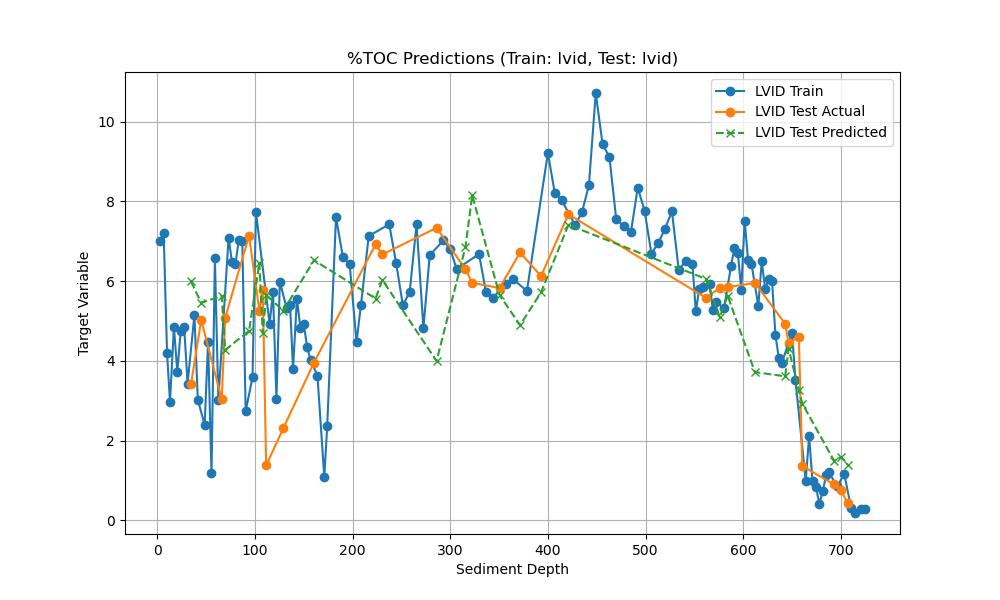 %TOC Predictions (Train: lvid, Test: lvid)
LVID Train
LVID Test Actual
LVID Test Predicted
Target Variable
10
8
6
4
2
0
0 100 200 300 400 500 600 700
Sediment Depth